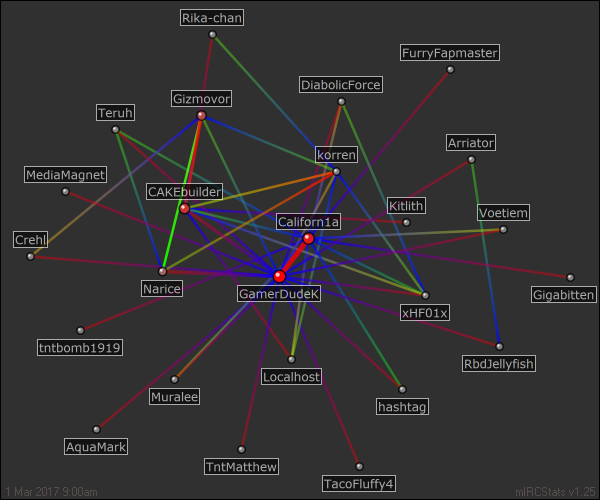 Rika-chan
FurryFapmaster
DiabolicForce
Gizmovor
Teruh
Arriator
korren
MediaMagnet
CAKEbuilder
Kitlith
Voetiem
Californ1a
Crehl
Narice
GamerDudeK
Gigabitten
xHF01x
tntbomb1919
RbdJellyfish
Localhost
Muralee
hashtag
AquaMark
TntMatthew
TacoFluffy4
1 Mar 2017 9:00am
mIRCStats v1.25